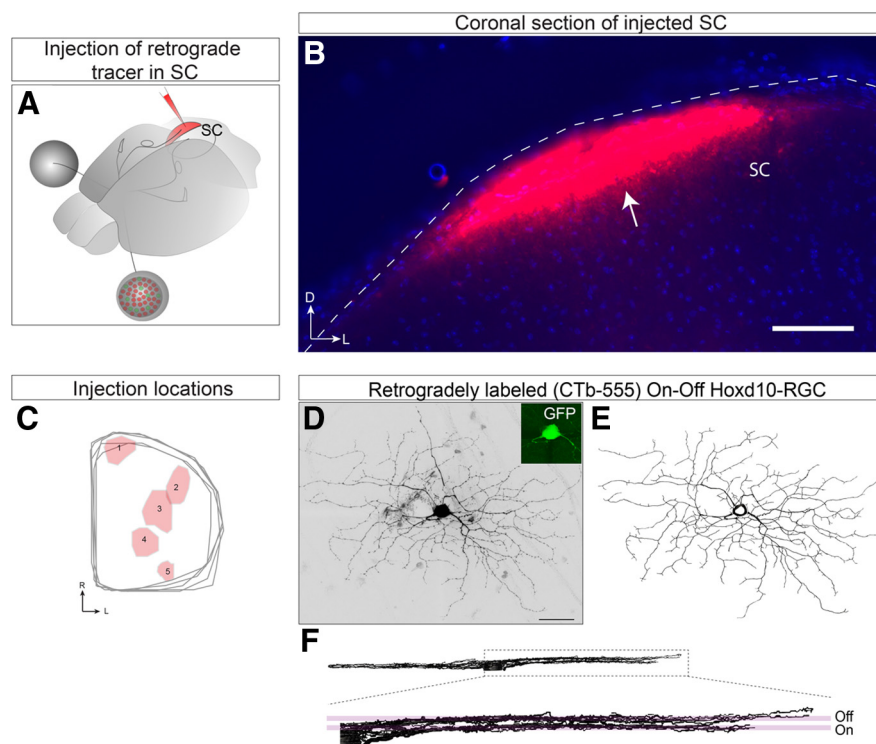 Injection of retrograde
tracer in SC
A
SC
Coronal section of injected SC
B
SC
D
L
Injection locations
C
1
2
3
4
5
R
L
Retrogradely labeled (CTb-555) On-Off Hoxd10-RGC
D
GFP
E
F
Off
On